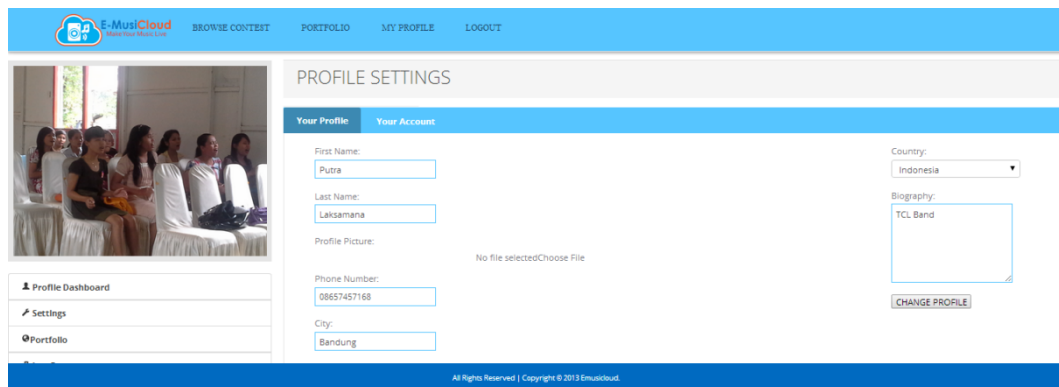 E-MusiCloud
Make Your Music Live
BROWSE CONTEST PORTFOLIO MY PROFILE LOGOUT
PROFILE SETTINGS
Your Profile Your Account
First Name:
Putra
Last Name:
Laksamana
Profile Picture:
No file selectedChoose File
Phone Number:
08657457168
City:
Bandung
Country:
Indonesia
Biography:
TCL Band
CHANGE PROFILE
Profile Dashboard
Settings
Portfolio
All Rights Reserved | Copyright © 2013 Emusicloud.